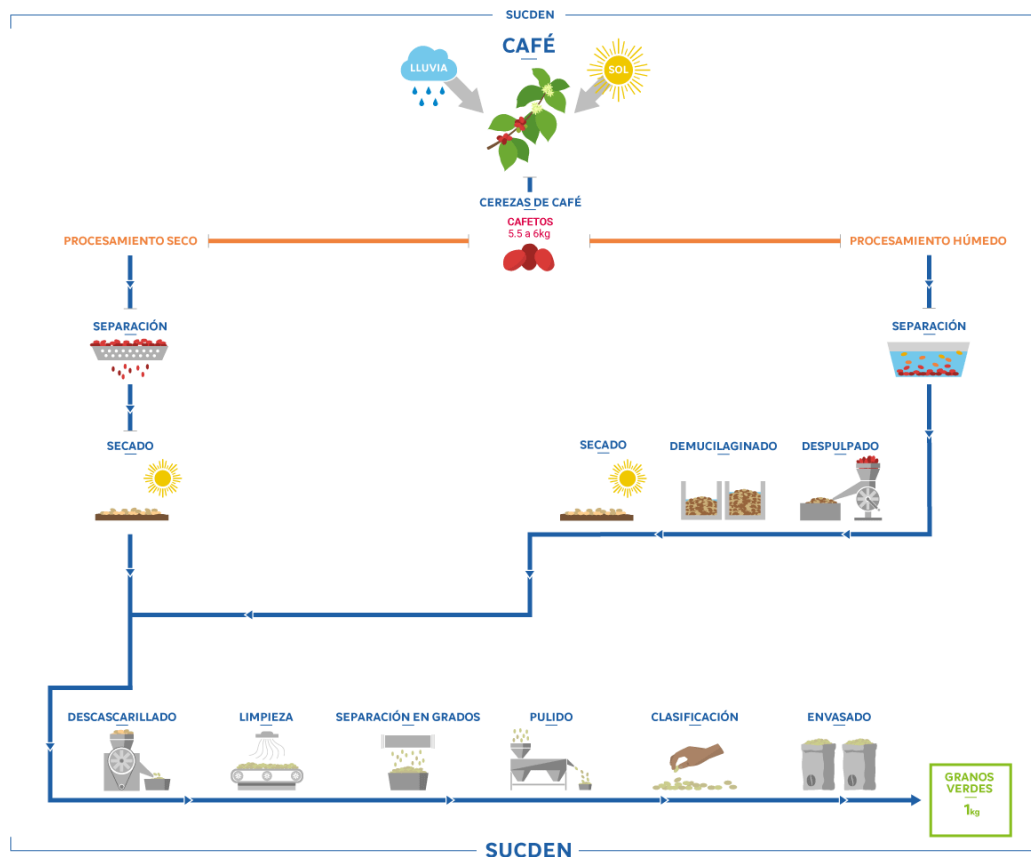 SUCDEN
CAFÉ
LLUVIA
SOL
CEREZAS DE CAFÉ
CAFETOS
5.5 a 6kg
PROCESAMIENTO SECO
PROCESAMIENTO HÚMEDO
SEPARACIÓN
SEPARACIÓN
SECADO
SECADO
DEMUCILAGINADO
DESPULPADO
DESCASCARILLADO
LIMPIEZA
SEPARACIÓN EN GRADOS
PULIDO
CLASIFICACIÓN
ENVASADO
GRANOS
VERDES
1kg
SUCDEN